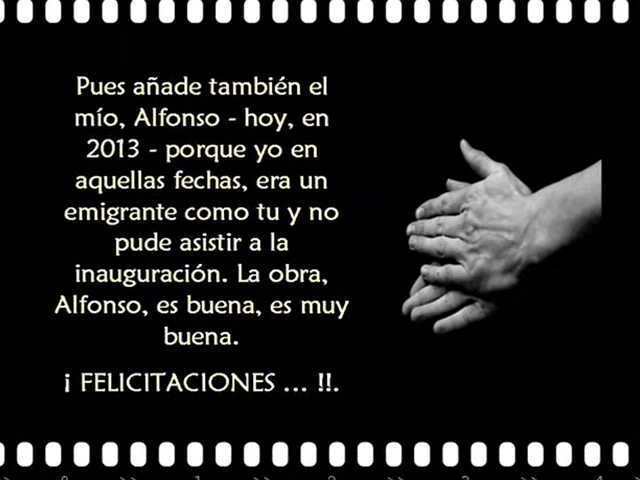 Pues añade también el
mío, Alfonso - hoy, en
2013 - porque yo en
aquellas fechas, era un
emigrante como tu y no
pude asistir a la
inauguración. La obra,
Alfonso, es buena, es muy
buena.
¡ FELICITACIONES ... !!.